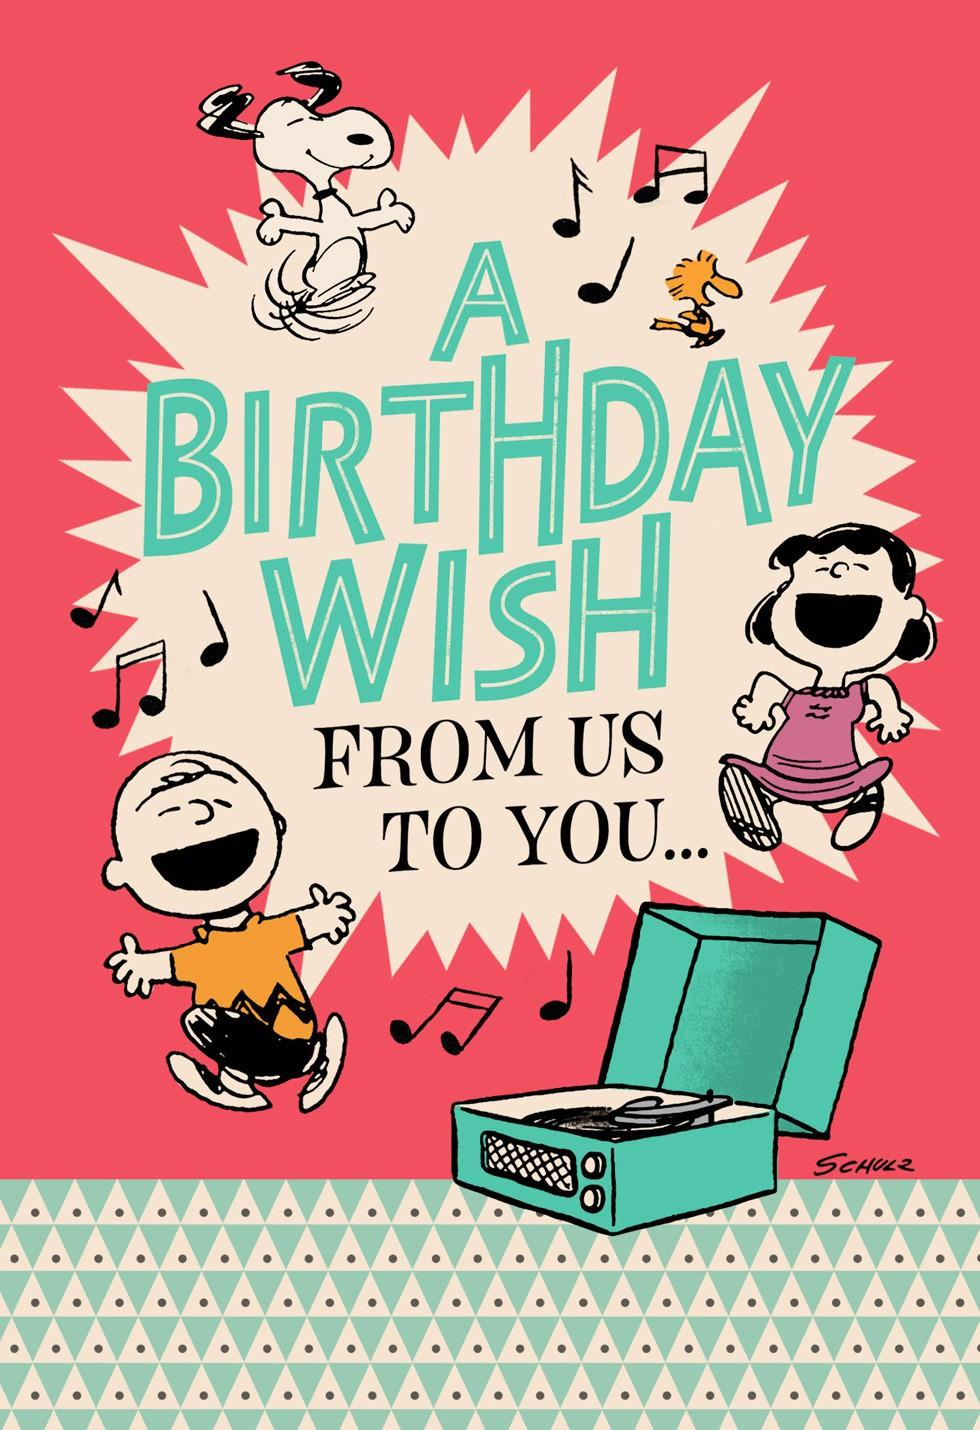 A
BIRTHDAY
WISH
FROM US
TO YOU...
SCHULZ